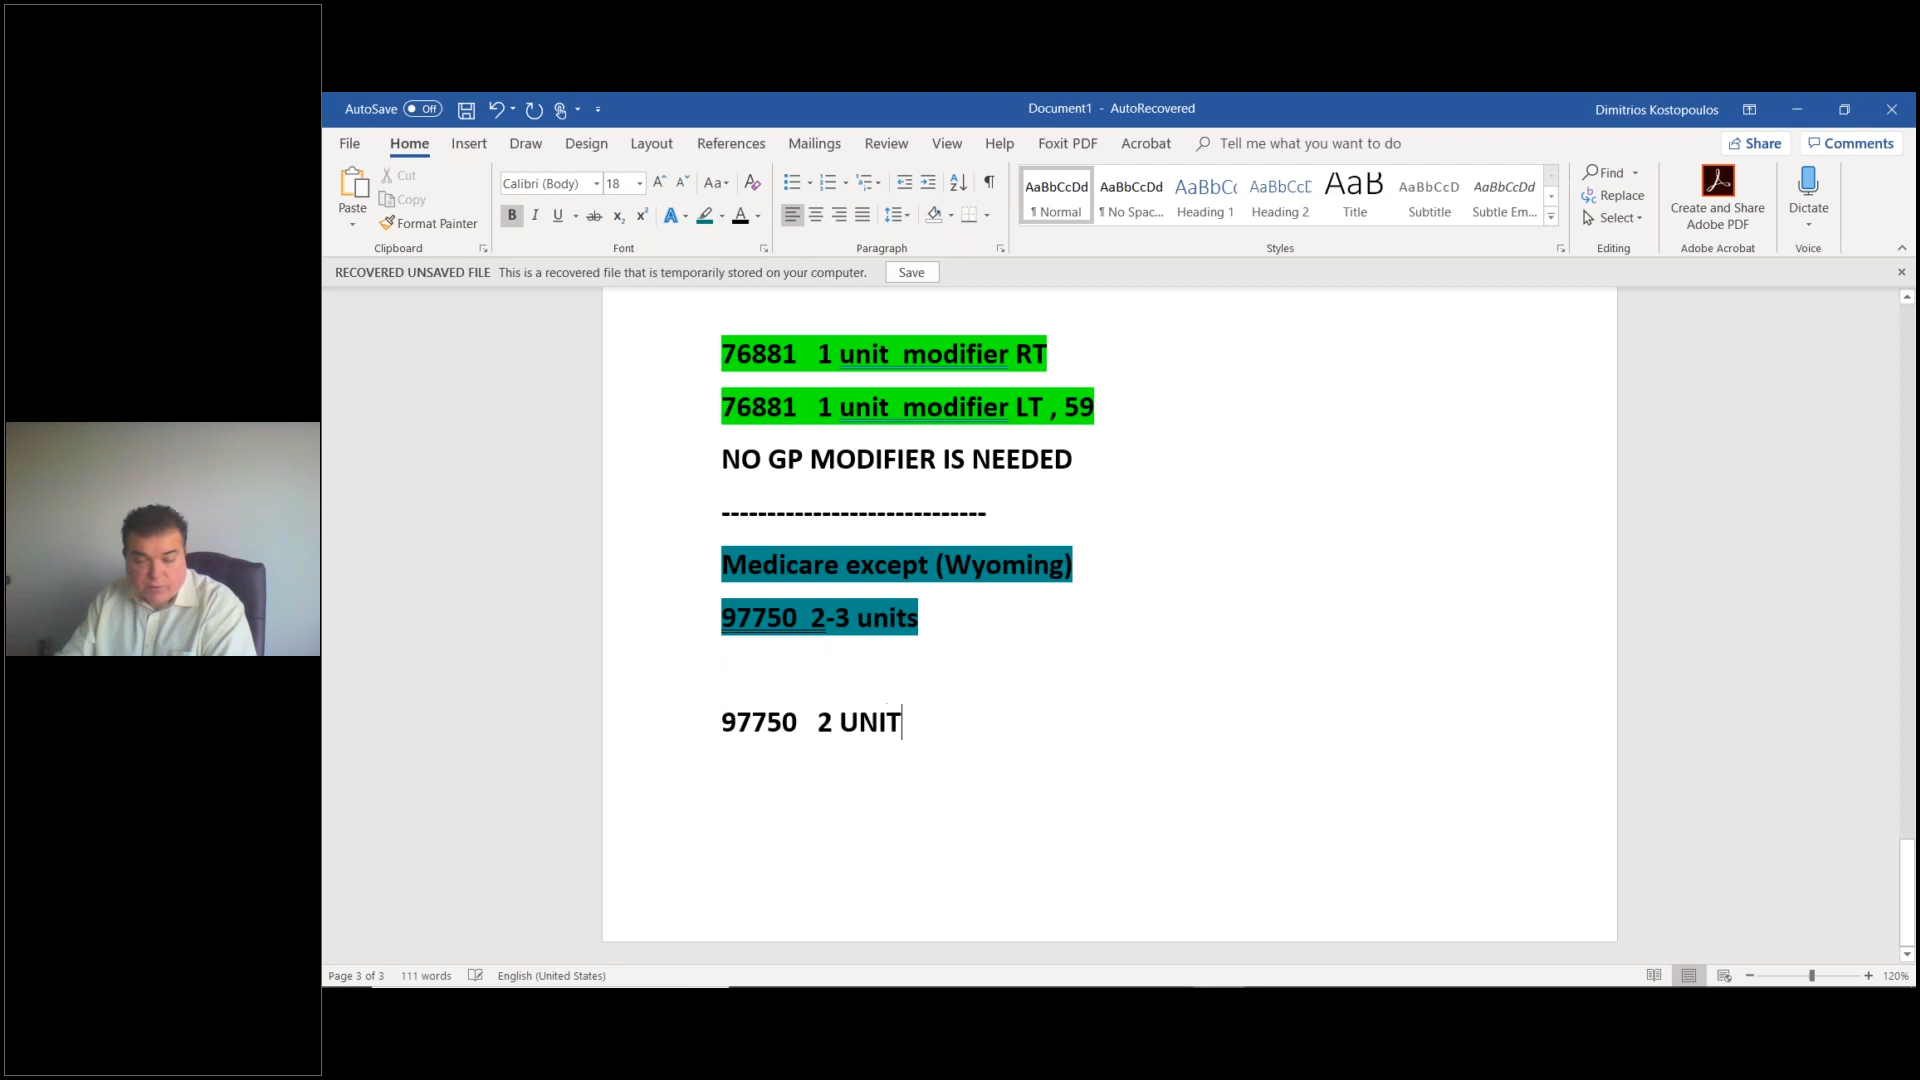 AutoSave Off Document1 - AutoRecovered Dimitrios Kostopoulos
File Home Insert Draw Design Layout References Mailings Review View Help Foxit PDF Acrobat Tell me what you want to do Share Comments
Paste Cut Copy Format Painter
Clipboard
Calibri (Body) 18
Font
Paragraph
AaBbCcDd AaBbCcDd AaBbCc AaBbCcD AaB AaBbCcD AaBbCcDd
¶ Normal ¶ No Spac... Heading 1 Heading 2 Title Subtitle Subtle Em...
Styles
Find
Replace
Select
Editing
Create and Share
Adobe PDF
Adobe Acrobat
Dictate
Voice
RECOVERED UNSAVED FILE This is a recovered file that is temporarily stored on your computer. Save
76881 1 unit modifier RT
76881 1 unit modifier LT , 59
NO GP MODIFIER IS NEEDED
-----------------------------
Medicare except (Wyoming)
97750 2-3 units
97750 2 UNIT
Page 3 of 3 111 words English (United States) 120%